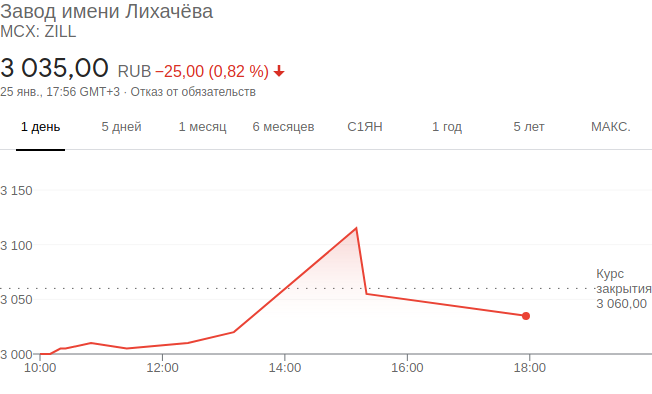 Завод имени Лихачёва
MCX: ZILL
3 035,00 RUB −25,00 (0,82 %)
25 янв., 17:56 GMT+3 · Отказ от обязательств
1 день 5 дней 1 месяц 6 месяцев С1ЯН 1 год 5 лет МАКС.
3 150
3 100
Курс
закрытия
3 060,00
3 050
3 000
10:00 12:00 14:00 16:00 18:00